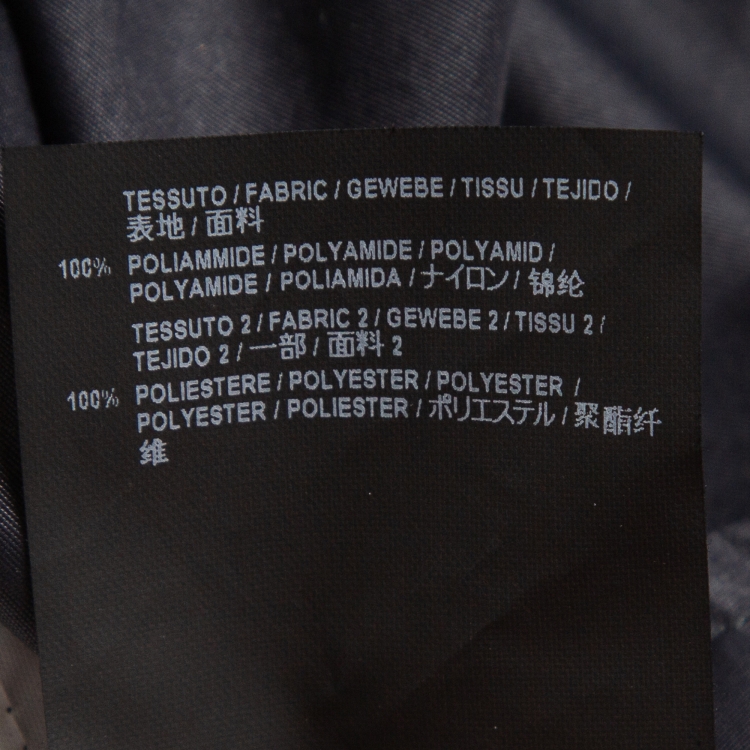 TESSUTO / FABRIC / GEWEBE / TISSU / TEJIDO /
表地 / 面料
100% POLIAMMIDE / POLYAMIDE / POLYAMID /
POLYAMIDE / POLIAMIDA / ナイロン / 锦纶
TESSUTO 2 / FABRIC 2 / GEWEBE 2 / TISSU 2 /
TEJIDO 2 / 一部 / 面料 2
100% POLIESTERE / POLYESTER / POLYESTER /
POLYESTER / POLIESTER / ポリエステル / 聚酯纤
维